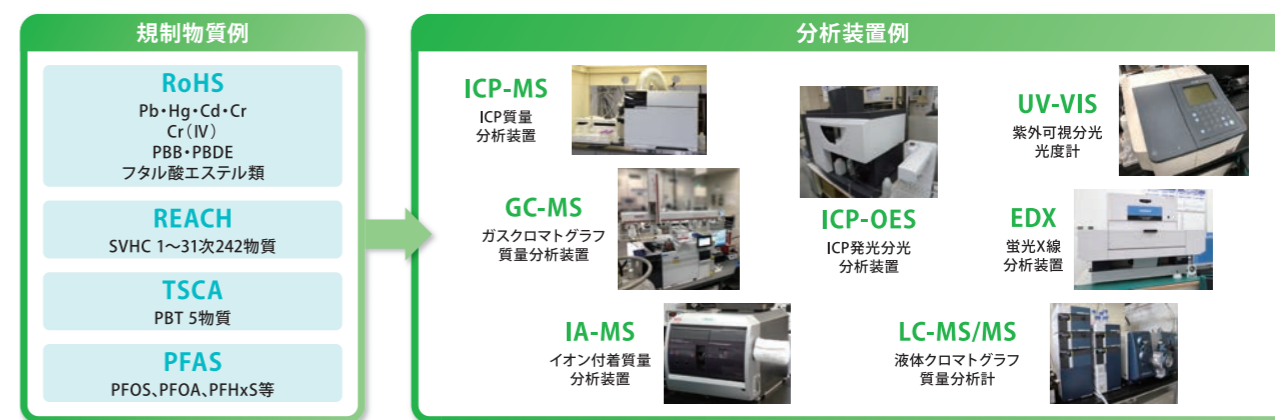 規制物質例
RoHS
Pb・Hg・Cd・Cr
Cr(Ⅳ)
PBB・PBDE
フタル酸エステル類
REACH
SVHC 1〜31次242物質
TSCA
PBT 5物質
PFAS
PFOS、PFOA、PFHxS等
分析装置例
ICP-MS
ICP質量
分析装置
GC-MS
ガスクロマトグラフ
質量分析装置
IA-MS
イオン付着質量
分析装置
ICP-OES
ICP発光分光
分析装置
UV-VIS
紫外可視分光
光度計
EDX
蛍光X線
分析装置
LC-MS/MS
液体クロマトグラフ
質量分析計